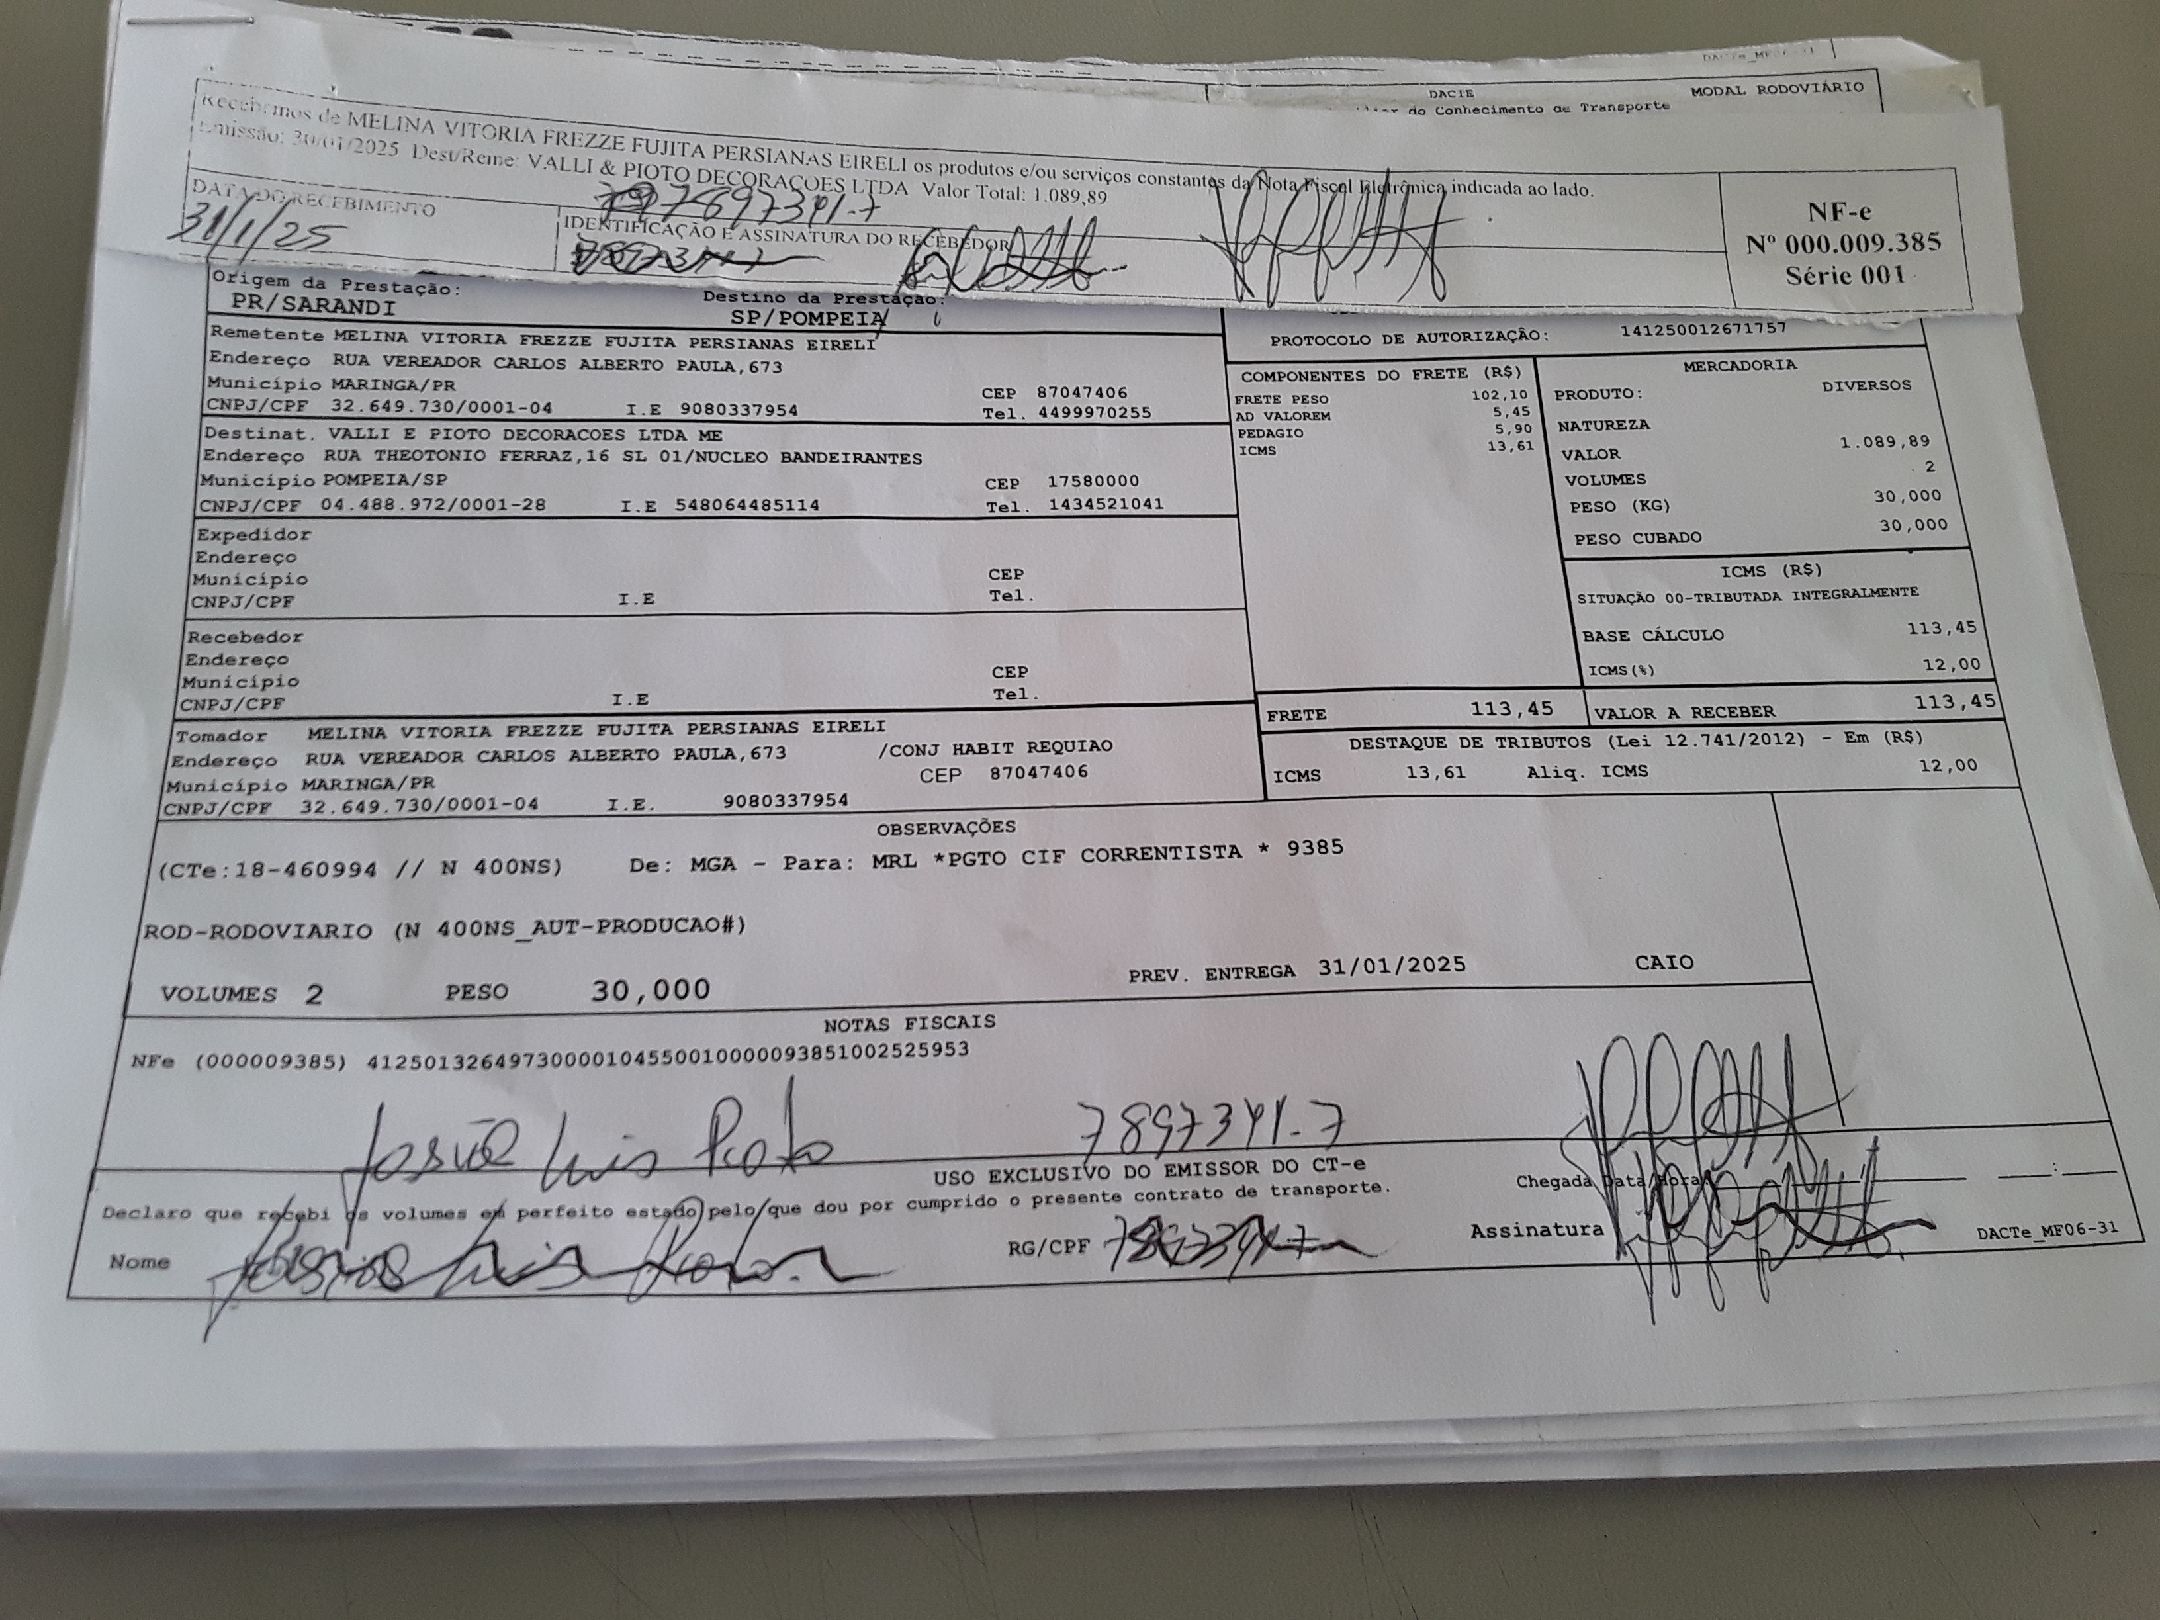 DACTE
MODAL RODOVIÁRIO
do Conhecimento de Transporte
Recebemos de MELINA VITORIA FREZZE FUJITA PERSIANAS EIRELI os produtos e/ou serviços constantes da Nota Fiscal Eletrônica indicada ao lado.
Emissão: 30/01/2025 Dest/Reme: VALLI & PIOTO DECORACOES LTDA Valor Total: 1.089,89
DATA DO RECEBIMENTO
31/1/25
IDENTIFICAÇÃO E ASSINATURA DO RECEBEDOR
NF-e
Nº 000.009.385
Série 001
Origem da Prestação:
PR/SARANDI
Destino da Prestação:
SP/POMPEIA
Remetente MELINA VITORIA FREZZE FUJITA PERSIANAS EIRELI
Endereço RUA VEREADOR CARLOS ALBERTO PAULA,673
Município MARINGA/PR CEP 87047406
CNPJ/CPF 32.649.730/0001-04 I.E 9080337954 Tel. 4499970255
Destinat. VALLI E PIOTO DECORACOES LTDA ME
Endereço RUA THEOTONIO FERRAZ,16 SL 01/NUCLEO BANDEIRANTES
Município POMPEIA/SP CEP 17580000
CNPJ/CPF 04.488.972/0001-28 I.E 548064485114 Tel. 1434521041
Expedidor
Endereço
Município CEP
CNPJ/CPF I.E Tel.
Recebedor
Endereço
Município CEP
CNPJ/CPF I.E Tel.
Tomador MELINA VITORIA FREZZE FUJITA PERSIANAS EIRELI
Endereço RUA VEREADOR CARLOS ALBERTO PAULA,673 /CONJ HABIT REQUIAO
Município MARINGA/PR CEP 87047406
CNPJ/CPF 32.649.730/0001-04 I.E. 9080337954
PROTOCOLO DE AUTORIZAÇÃO: 141250012671757
COMPONENTES DO FRETE (R$)
FRETE PESO 102,10
AD VALOREM 5,45
PEDAGIO 5,90
ICMS 13,61
MERCADORIA
PRODUTO: DIVERSOS
NATUREZA
VALOR 1.089,89
VOLUMES 2
PESO (KG) 30,000
PESO CUBADO 30,000
ICMS (R$)
SITUAÇÃO 00-TRIBUTADA INTEGRALMENTE
BASE CÁLCULO 113,45
ICMS(%) 12,00
FRETE 113,45 VALOR A RECEBER 113,45
DESTAQUE DE TRIBUTOS (Lei 12.741/2012) - Em (R$)
ICMS 13,61 Aliq. ICMS 12,00
OBSERVAÇÕES
(CTe:18-460994 // N 400NS) De: MGA - Para: MRL *PGTO CIF CORRENTISTA * 9385
ROD-RODOVIARIO (N 400NS_AUT-PRODUCAO#)
VOLUMES 2 PESO 30,000 PREV. ENTREGA 31/01/2025 CAIO
NOTAS FISCAIS
NFe (000009385) 41250132649730000104550010000093851002525953
Luis Pioto 7897341-7
USO EXCLUSIVO DO EMISSOR DO CT-e
Declaro que recebi os volumes em perfeito estado pelo que dou por cumprido o presente contrato de transporte.
Chegada Data/Hora
Nome
RG/CPF
Assinatura
DACTe_MF06-31